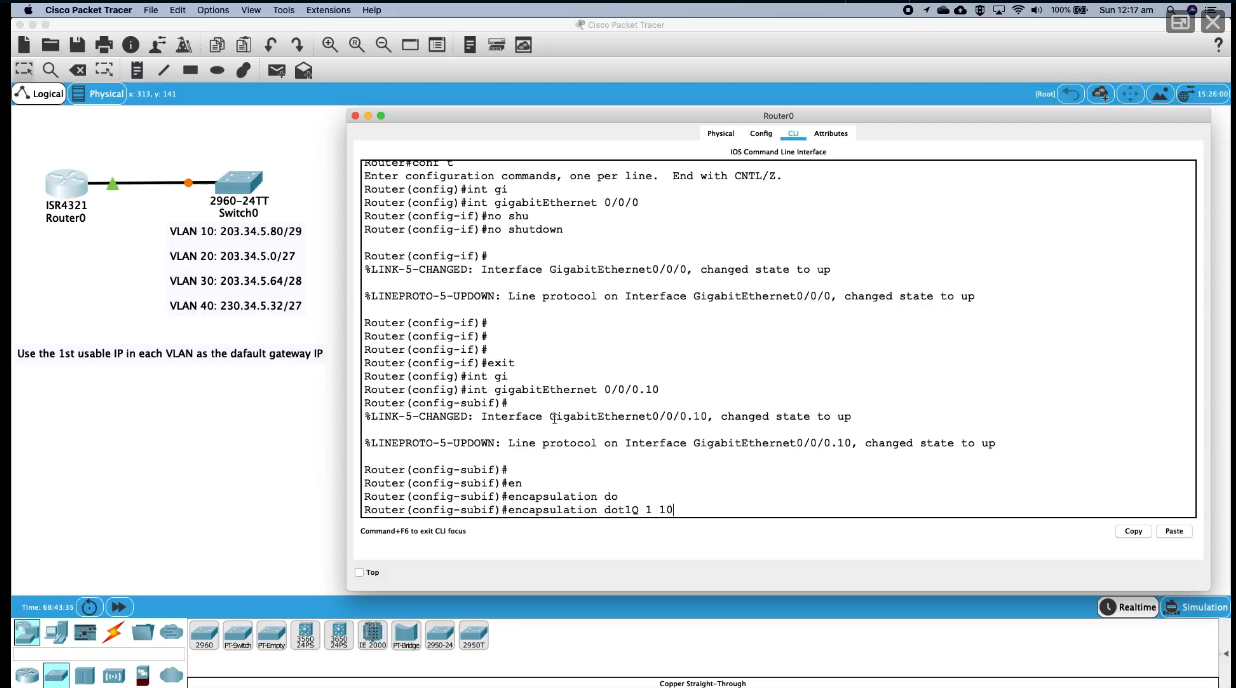 Cisco Packet Tracer File Edit Options View Tools Extensions Help
100% Sun 12:17 am
Cisco Packet Tracer
?
Logical Physical x: 313, y: 141
[Root] 15:26:00
Router0
Physical Config CLI Attributes
IOS Command Line Interface
Router#conf t
Enter configuration commands, one per line. End with CNTL/Z.
Router(config)#int gi
Router(config)#int gigabitEthernet 0/0/0
Router(config-if)#no shu
Router(config-if)#no shutdown
Router(config-if)#
%LINK-5-CHANGED: Interface GigabitEthernet0/0/0, changed state to up
%LINEPROTO-5-UPDOWN: Line protocol on Interface GigabitEthernet0/0/0, changed state to up
Router(config-if)#
Router(config-if)#
Router(config-if)#
Router(config-if)#exit
Router(config)#int gi
Router(config)#int gigabitEthernet 0/0/0.10
Router(config-subif)#
%LINK-5-CHANGED: Interface GigabitEthernet0/0/0.10, changed state to up
%LINEPROTO-5-UPDOWN: Line protocol on Interface GigabitEthernet0/0/0.10, changed state to up
Router(config-subif)#
Router(config-subif)#en
Router(config-subif)#encapsulation do
Router(config-subif)#encapsulation dot1Q 1 10
Command+F6 to exit CLI focus
Copy Paste
Top
ISR4321
Router0
2960-24TT
Switch0
VLAN 10: 203.34.5.80/29
VLAN 20: 203.34.5.0/27
VLAN 30: 203.34.5.64/28
VLAN 40: 230.34.5.32/27
Use the 1st usable IP in each VLAN as the dafault gateway IP
Time: 68:43:35
Realtime Simulation
2960 PT-Switch PT-Empty 3560 24PS 3650 24PS IE 2000 PT-Bridge 2950-24 2950T
Copper Straight-Through